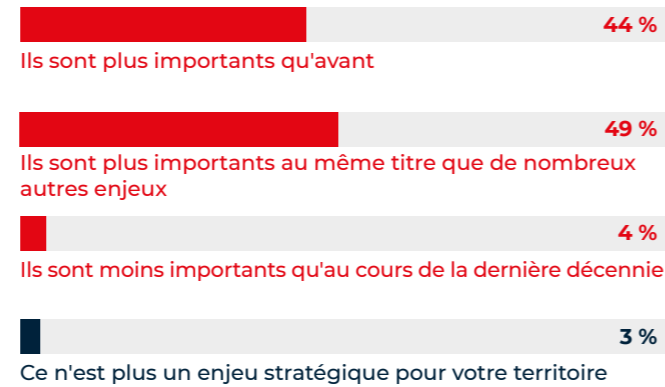 44 %
Ils sont plus importants qu'avant
49 %
Ils sont plus importants au même titre que de nombreux
autres enjeux
4 %
Ils sont moins importants qu'au cours de la dernière décennie
3 %
Ce n'est plus un enjeu stratégique pour votre territoire